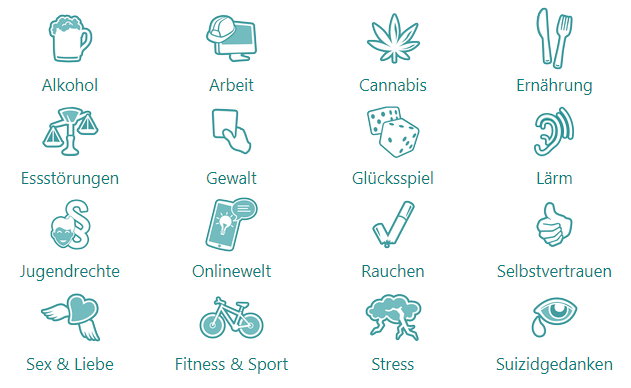 Alkohol
Arbeit
Cannabis
Ernährung
Essstörungen
Gewalt
Glücksspiel
Lärm
Jugendrechte
Onlinewelt
Rauchen
Selbstvertrauen
Sex & Liebe
Fitness & Sport
Stress
Suizidgedanken